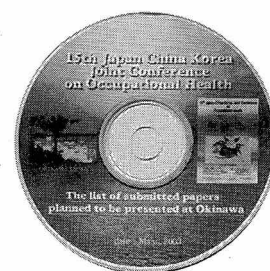 15th Japan China Korea
Joint Conference
on Occupational Health
The list of submitted papers
planned to be presented at Okinawa